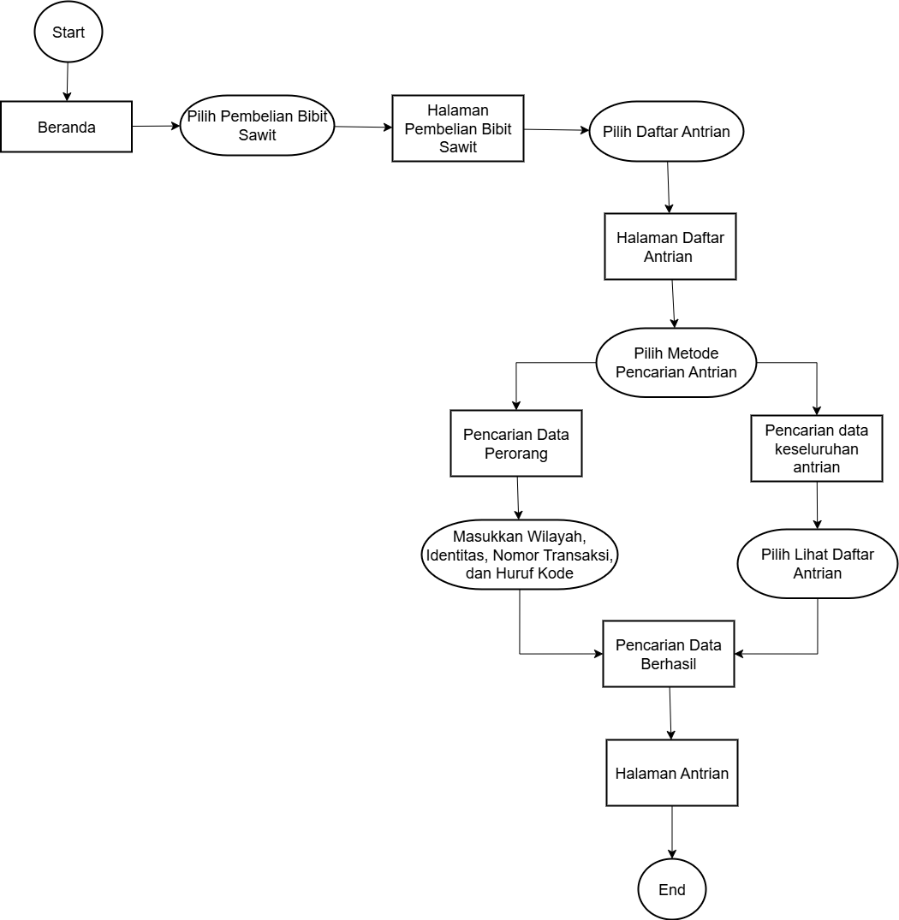 Start
Beranda
Pilih Pembelian Bibit
Sawit
Halaman
Pembelian Bibit
Sawit
Pilih Daftar Antrian
Halaman Daftar
Antrian
Pilih Metode
Pencarian Antrian
Pencarian Data
Perorang
Pencarian data
keseluruhan
antrian
Masukkan Wilayah,
Identitas, Nomor Transaksi,
dan Huruf Kode
Pilih Lihat Daftar
Antrian
Pencarian Data
Berhasil
Halaman Antrian
End